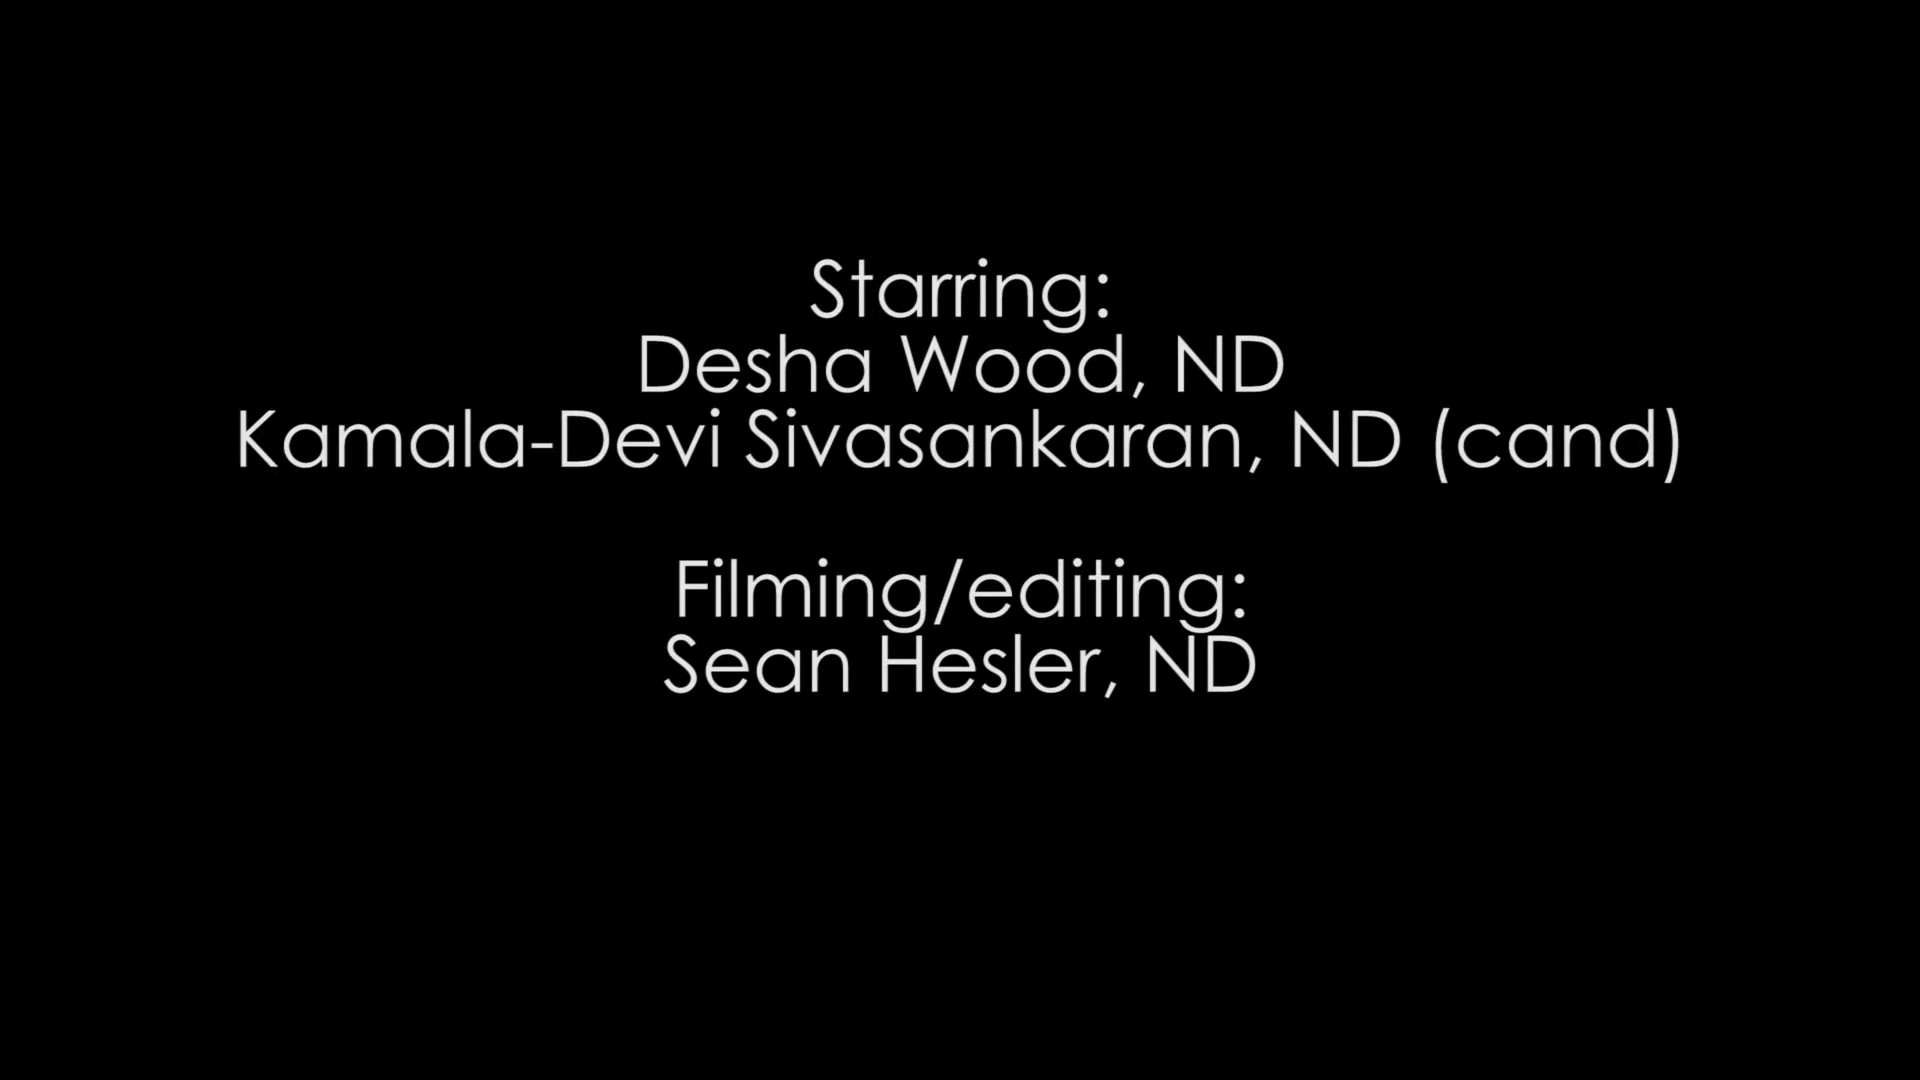 Starring:
Desha Wood, ND
Kamala-Devi Sivasankaran, ND (cand)
Filming/editing:
Sean Hesler, ND